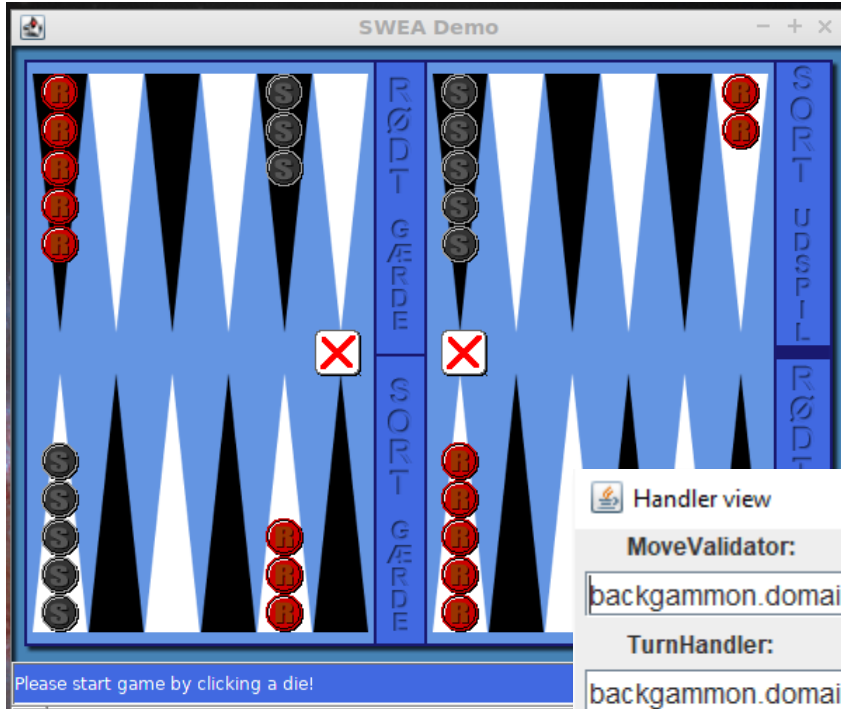 SWEA Demo
RØDT GÆRDE
SORT GÆRDE
SORT UDSPIL
RØDT
R
R
R
R
R
S
S
S
S
S
S
S
S
R
R
S
S
S
S
S
R
R
R
R
R
R
R
R
Please start game by clicking a die!
Handler view
MoveValidator:
backgammon.domai
TurnHandler:
backgammon.domai